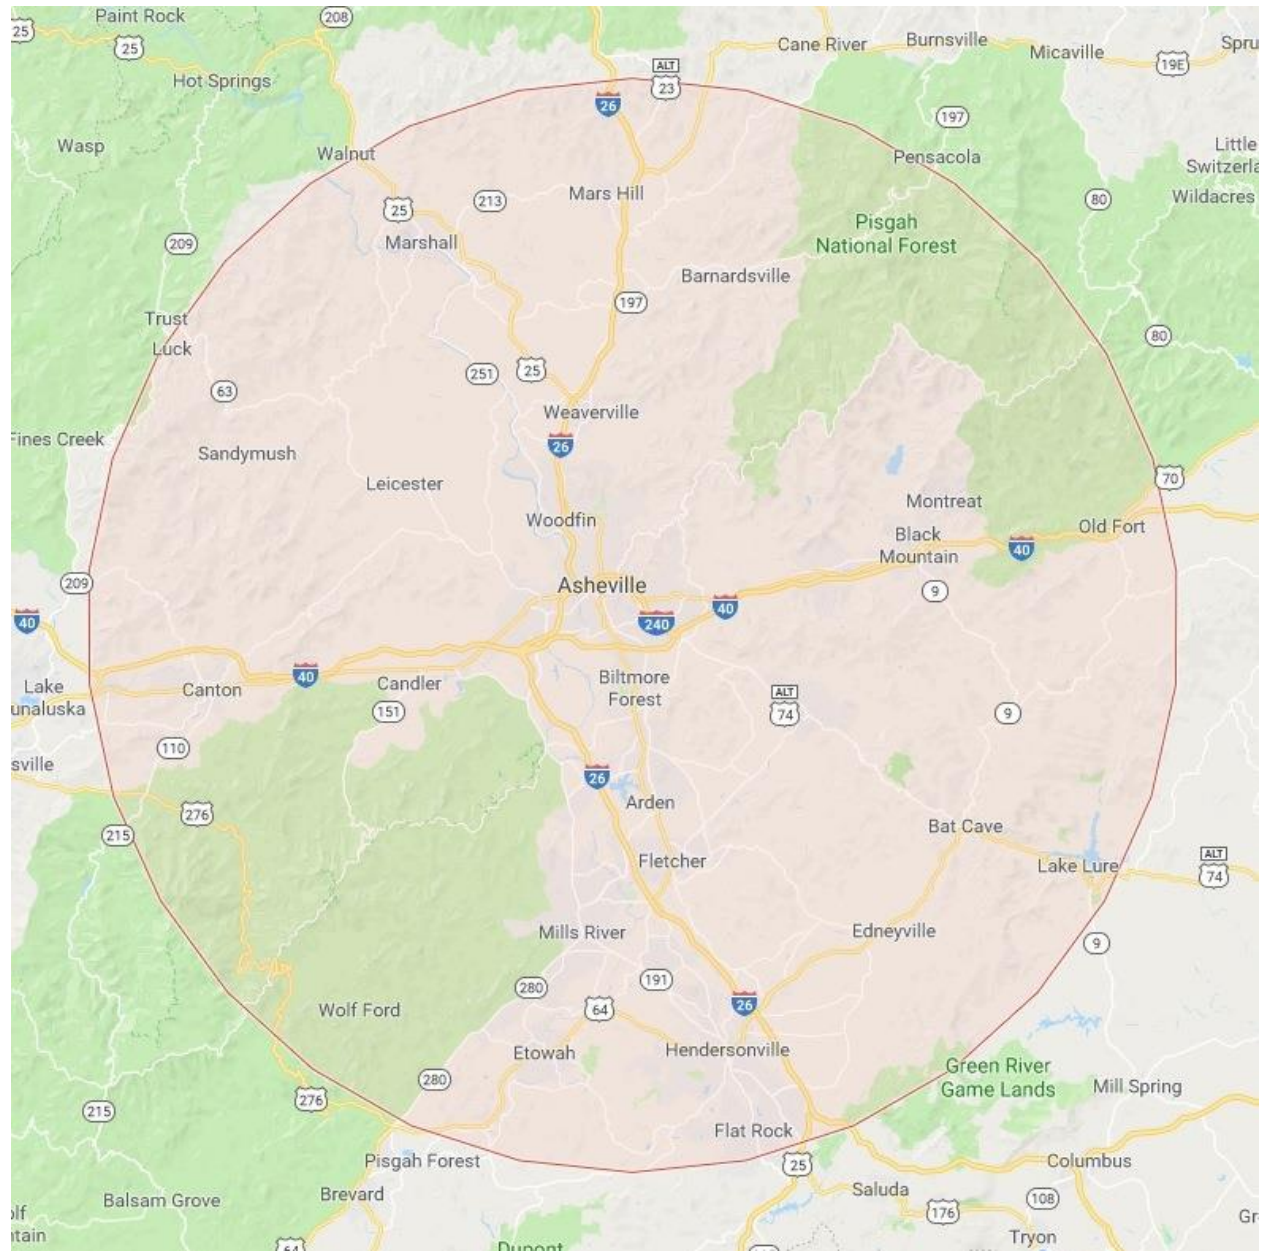 Paint Rock
208
25
25
Cane River
Burnsville
Micaville
Spru
19E
Hot Springs
ALT
23
26
197
Wasp
Walnut
Pensacola
Little
Switzerla
Wildacres
80
Mars Hill
213
25
Marshall
209
Pisgah
National Forest
Barnardsville
197
Trust
Luck
80
251
25
63
Weaverville
Fines Creek
26
Sandymush
Leicester
70
Montreat
Woodfin
Old Fort
Black
Mountain
40
Asheville
209
9
40
240
40
40
Canton
Candler
Biltmore
Forest
Lake
unaluska
151
ALT
74
9
110
sville
26
Arden
276
215
Bat Cave
Fletcher
Lake Lure
ALT
74
Mills River
Edneyville
9
280
191
64
26
Wolf Ford
Etowah
Hendersonville
280
Green River
Game Lands
Mill Spring
276
215
Flat Rock
Pisgah Forest
25
Columbus
Brevard
Balsam Grove
Saluda
108
176
olf
ntain
Gr
Tryon
64
Dupont